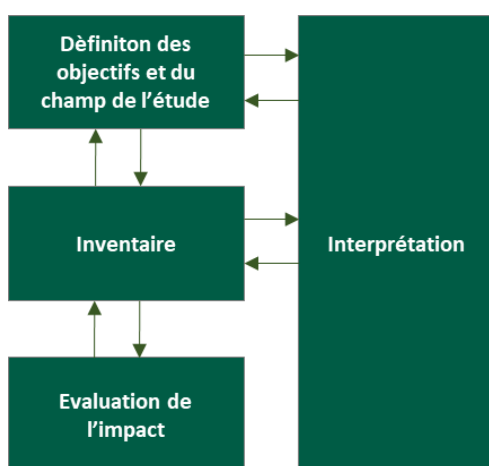 Dèfiniton des
objectifs et du
champ de l'étude
Inventaire
Interprétation
Evaluation de
l'impact